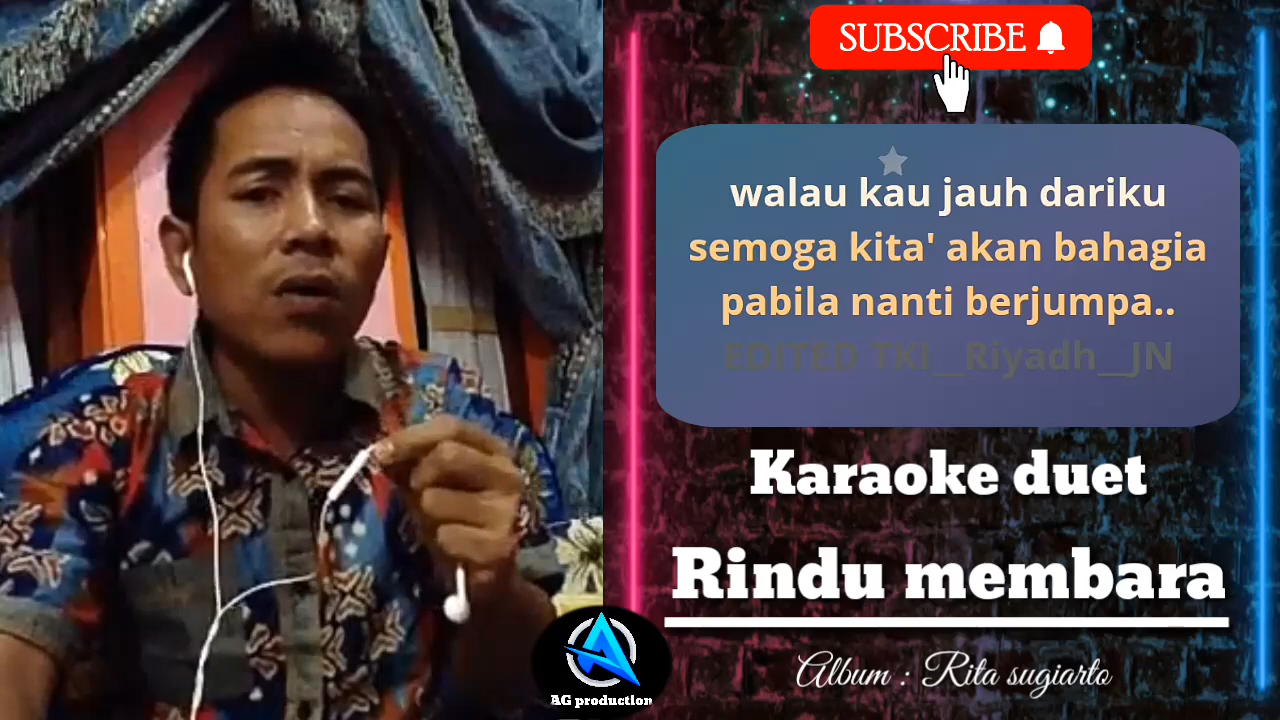 SUBSCRIBE
walau kau jauh dariku
semoga kita' akan bahagia
pabila nanti berjumpa..
EDITED TKI__Riyadh__JN
Karaoke duet
Rindu membara
Album : Rita sugiarto
AG production